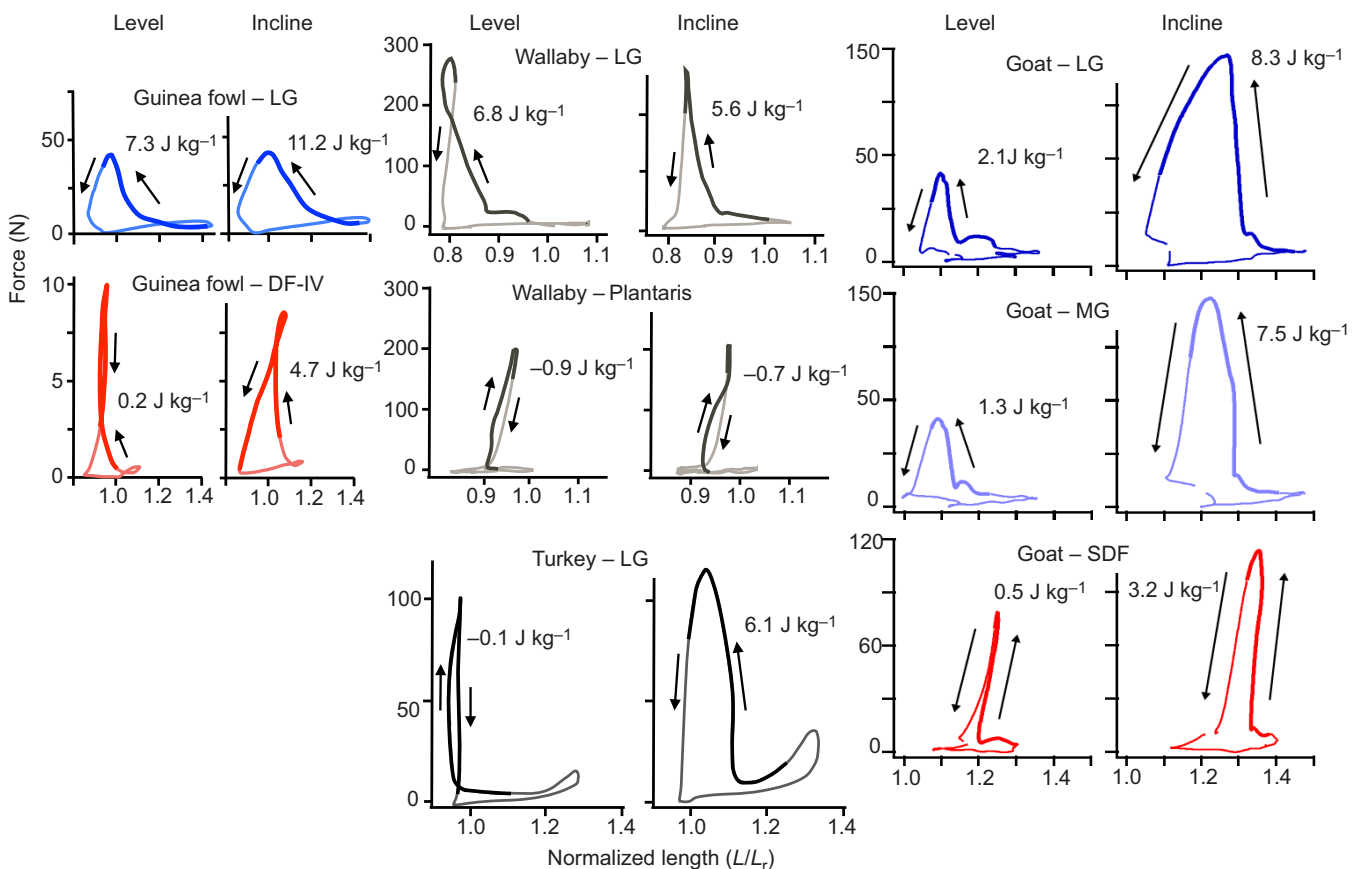 Level
Incline
Level
Incline
Level
Incline
Force (N)
Guinea fowl – LG
50
0
7.3 J kg–1
11.2 J kg–1
Guinea fowl – DF-IV
10
5
0
0.2 J kg–1
4.7 J kg–1
1.0 1.2 1.4
1.0 1.2 1.4
Wallaby – LG
300
200
100
0
6.8 J kg–1
5.6 J kg–1
0.8 0.9 1.0 1.1
0.8 0.9 1.0 1.1
Wallaby – Plantaris
300
200
100
0
–0.9 J kg–1
–0.7 J kg–1
0.9 1.0 1.1
0.9 1.0 1.1
Turkey – LG
100
50
0
–0.1 J kg–1
6.1 J kg–1
1.0 1.2 1.4
1.0 1.2 1.4
Normalized length (L/Lr)
Goat – LG
150
50
0
2.1J kg–1
8.3 J kg–1
Goat – MG
150
50
0
1.3 J kg–1
7.5 J kg–1
Goat – SDF
120
60
0
0.5 J kg–1
3.2 J kg–1
1.0 1.2 1.4
1.0 1.2 1.4